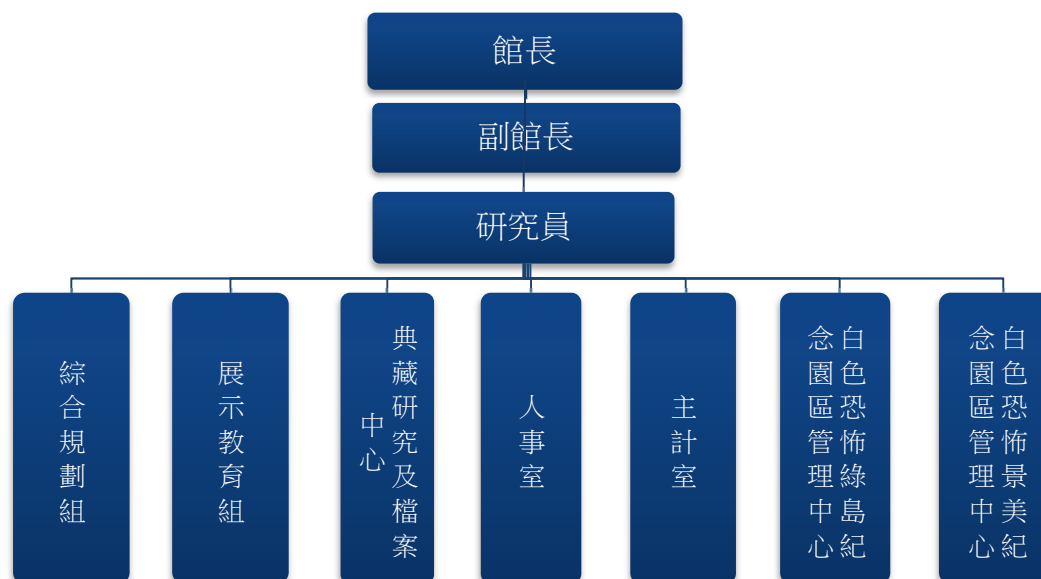 館長
副館長
研究員
綜合規劃組
展示教育組
典藏研究及檔案
中心
人事室
主計室
白色恐怖綠島紀
念園區管理中心
白色恐怖景美紀
念園區管理中心